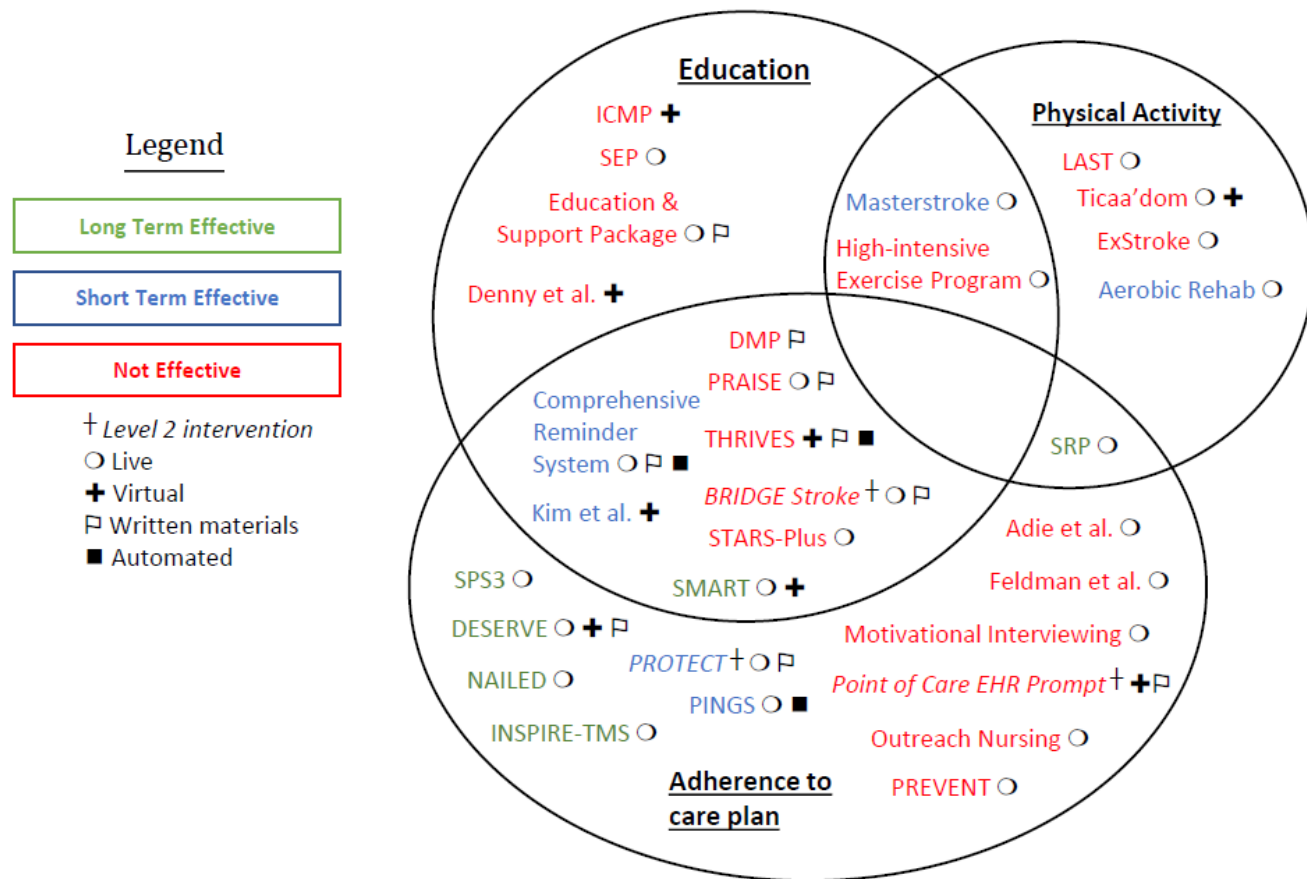 Legend
Long Term Effective
Short Term Effective
Not Effective
† Level 2 intervention
❍ Live
✚ Virtual
⚐ Written materials
■ Automated
Education
ICMP ✚
SEP ❍
Education &
Support Package ❍ ⚐
Denny et al. ✚
Physical Activity
LAST ❍
Ticaa’dom ❍ ✚
ExStroke ❍
Aerobic Rehab ❍
Masterstroke ❍
High-intensive
Exercise Program ❍
DMP ⚐
PRAISE ❍ ⚐
Comprehensive
Reminder
System ❍ ⚐ ■
THRIVES ✚ ⚐ ■
BRIDGE Stroke † ❍ ⚐
Kim et al. ✚
STARS-Plus ❍
SMART ❍ ✚
SRP ❍
SPS3 ❍
DESERVE ❍ ✚ ⚐
NAILED ❍
INSPIRE-TMS ❍
PROTECT † ❍ ⚐
PINGS ❍ ■
Adie et al. ❍
Feldman et al. ❍
Motivational Interviewing ❍
Point of Care EHR Prompt † ✚⚐
Outreach Nursing ❍
PREVENT ❍
Adherence to
care plan